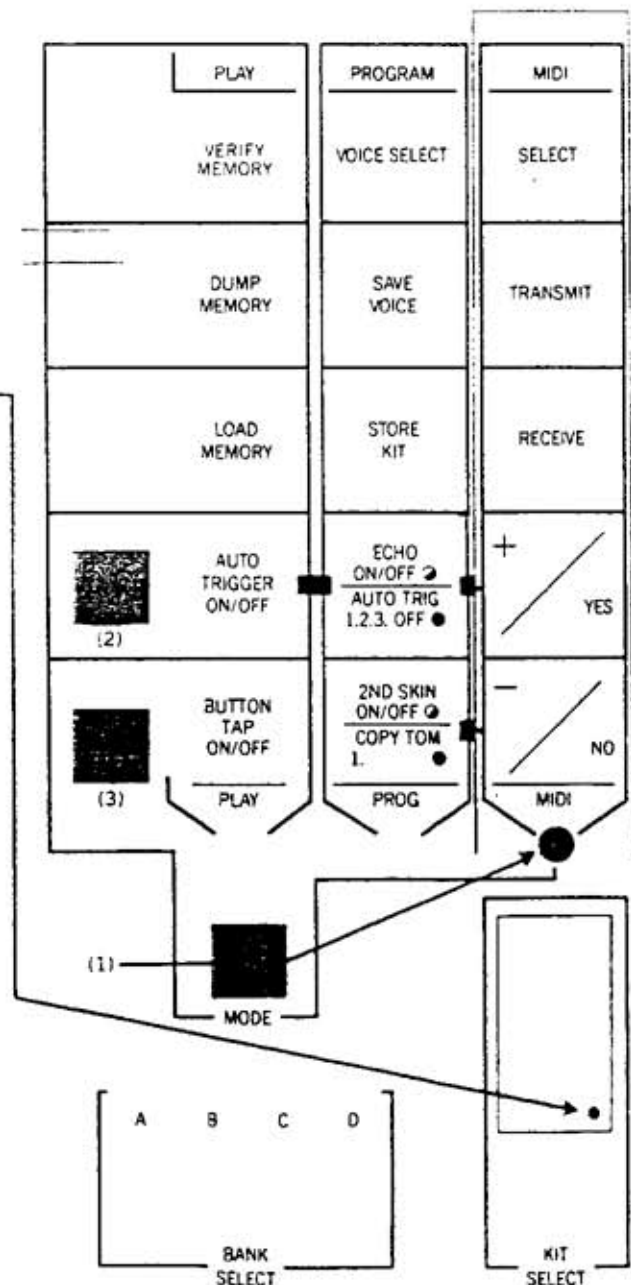 PLAY
PROGRAM
MIDI
VERIFY
MEMORY
VOICE SELECT
SELECT
DUMP
MEMORY
SAVE
VOICE
TRANSMIT
LOAD
MEMORY
STORE
KIT
RECEIVE
(2)
AUTO
TRIGGER
ON/OFF
ECHO
ON/OFF
AUTO TRIG
1.2.3. OFF
+
YES
(3)
BUTTON
TAP
ON/OFF
2ND SKIN
ON/OFF
COPY TOM
1.
−
NO
PLAY
PROG
MIDI
(1)
MODE
A B C D
BANK
SELECT
KIT
SELECT